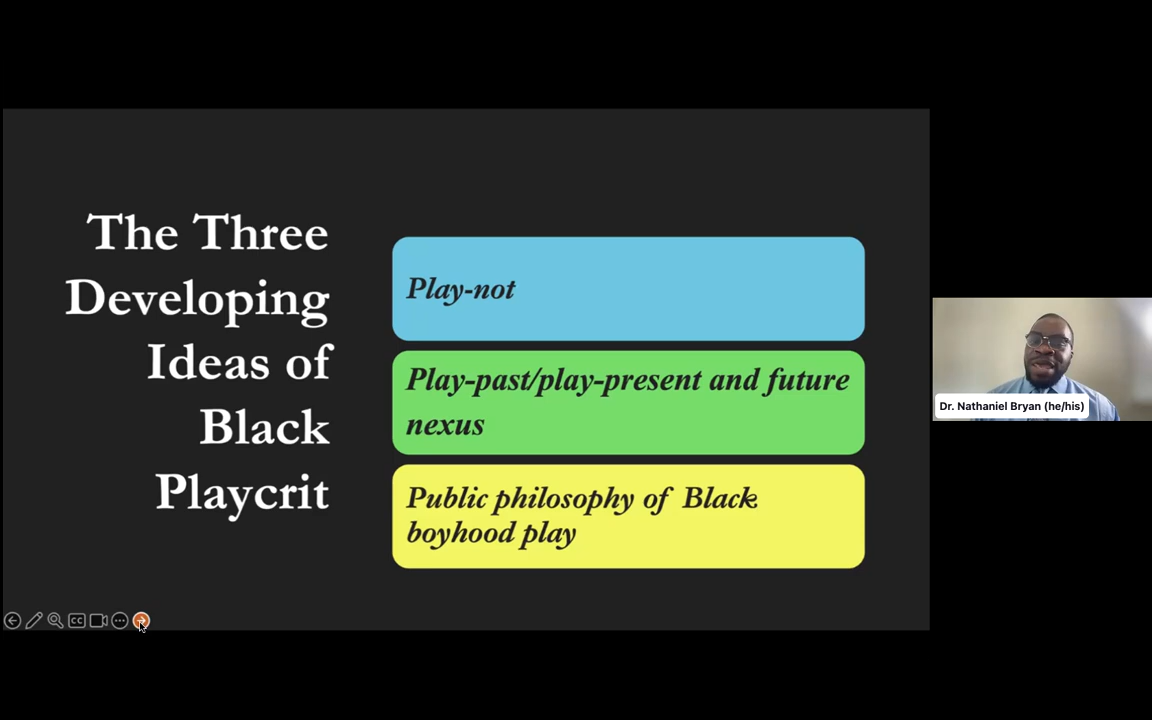 The Three
Developing
Ideas of
Black
Playcrit
Play-not
Play-past/play-present and future
nexus
Public philosophy of Black
boyhood play
Dr. Nathaniel Bryan (he/his)
CC